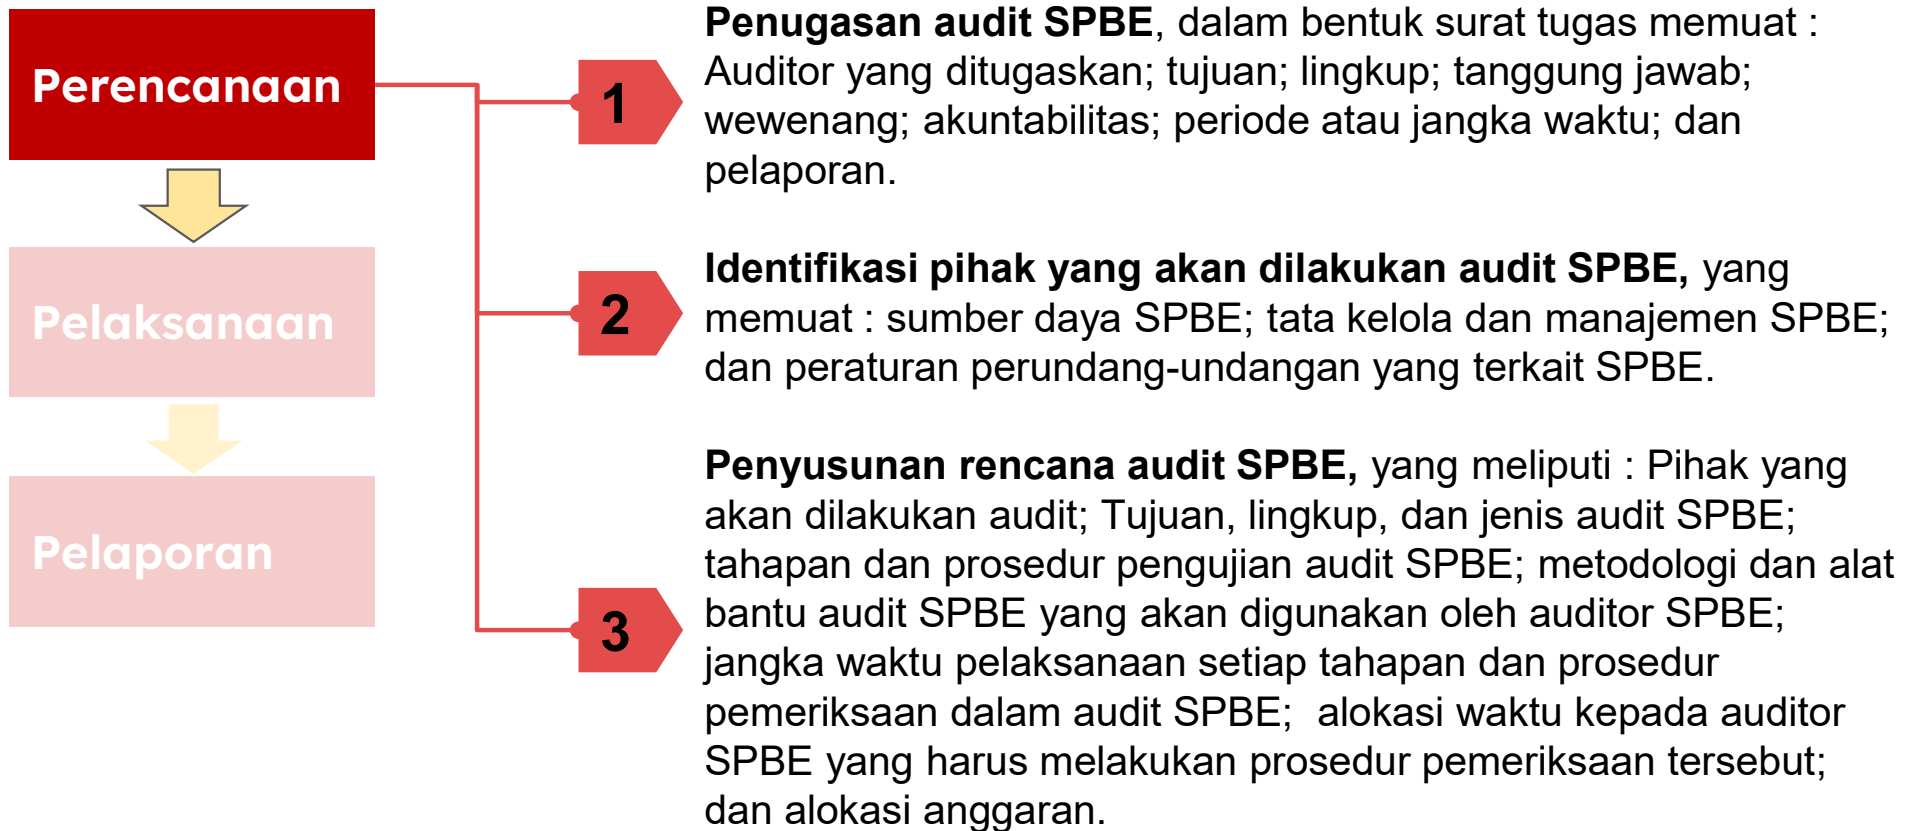 Perencanaan
Pelaksanaan
Pelaporan
1
Penugasan audit SPBE, dalam bentuk surat tugas memuat :
Auditor yang ditugaskan; tujuan; lingkup; tanggung jawab;
wewenang; akuntabilitas; periode atau jangka waktu; dan
pelaporan.
2
Identifikasi pihak yang akan dilakukan audit SPBE, yang
memuat : sumber daya SPBE; tata kelola dan manajemen SPBE;
dan peraturan perundang-undangan yang terkait SPBE.
3
Penyusunan rencana audit SPBE, yang meliputi : Pihak yang
akan dilakukan audit; Tujuan, lingkup, dan jenis audit SPBE;
tahapan dan prosedur pengujian audit SPBE; metodologi dan alat
bantu audit SPBE yang akan digunakan oleh auditor SPBE;
jangka waktu pelaksanaan setiap tahapan dan prosedur
pemeriksaan dalam audit SPBE;  alokasi waktu kepada auditor
SPBE yang harus melakukan prosedur pemeriksaan tersebut;
dan alokasi anggaran.